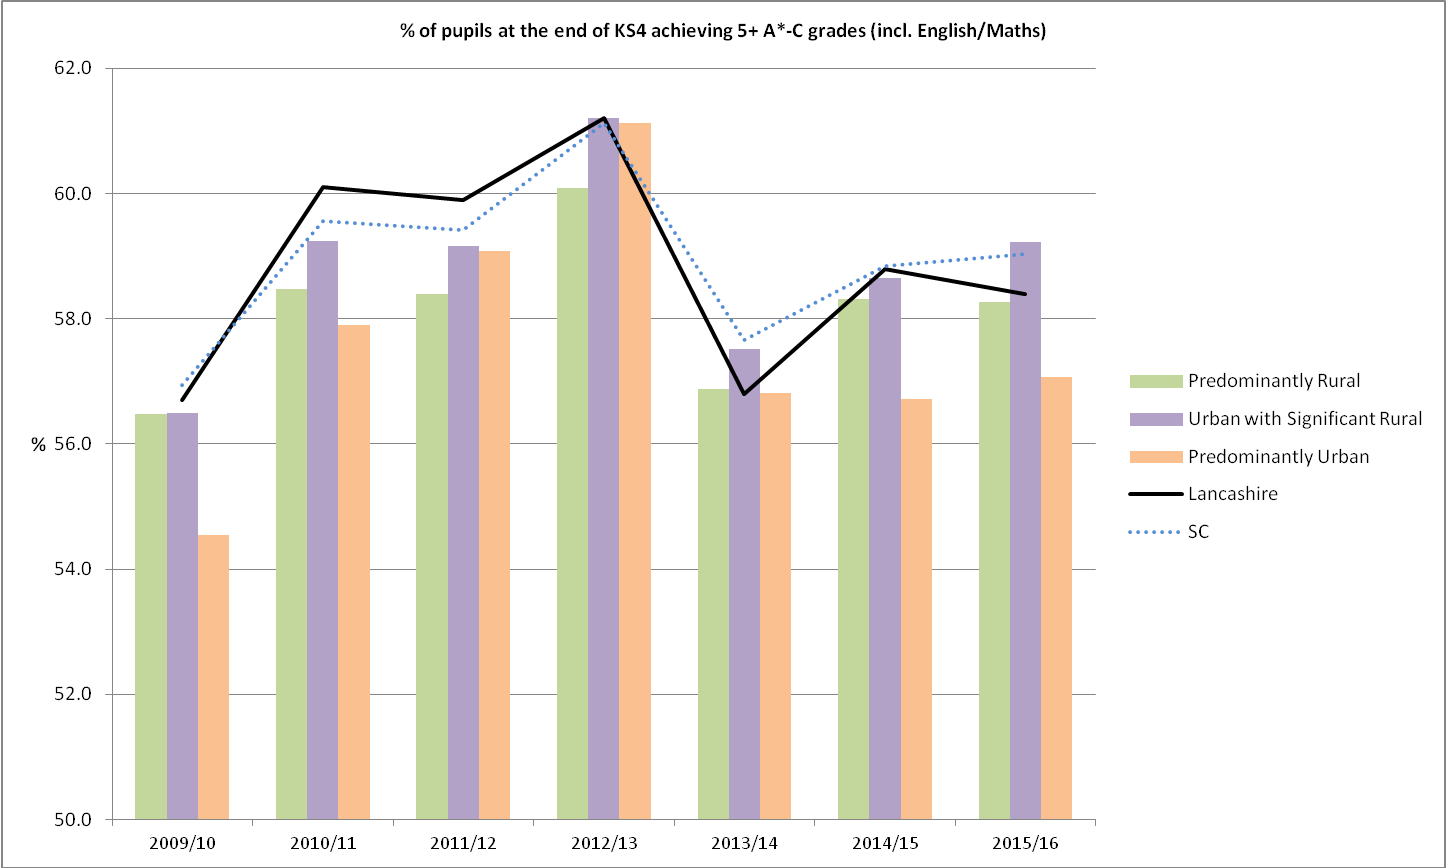 % of pupils at the end of KS4 achieving 5+ A*-C grades (incl. English/Maths)
62.0
60.0
58.0
56.0
54.0
52.0
50.0
%
2009/10
2010/11
2011/12
2012/13
2013/14
2014/15
2015/16
Predominantly Rural
Urban with Significant Rural
Predominantly Urban
Lancashire
SC